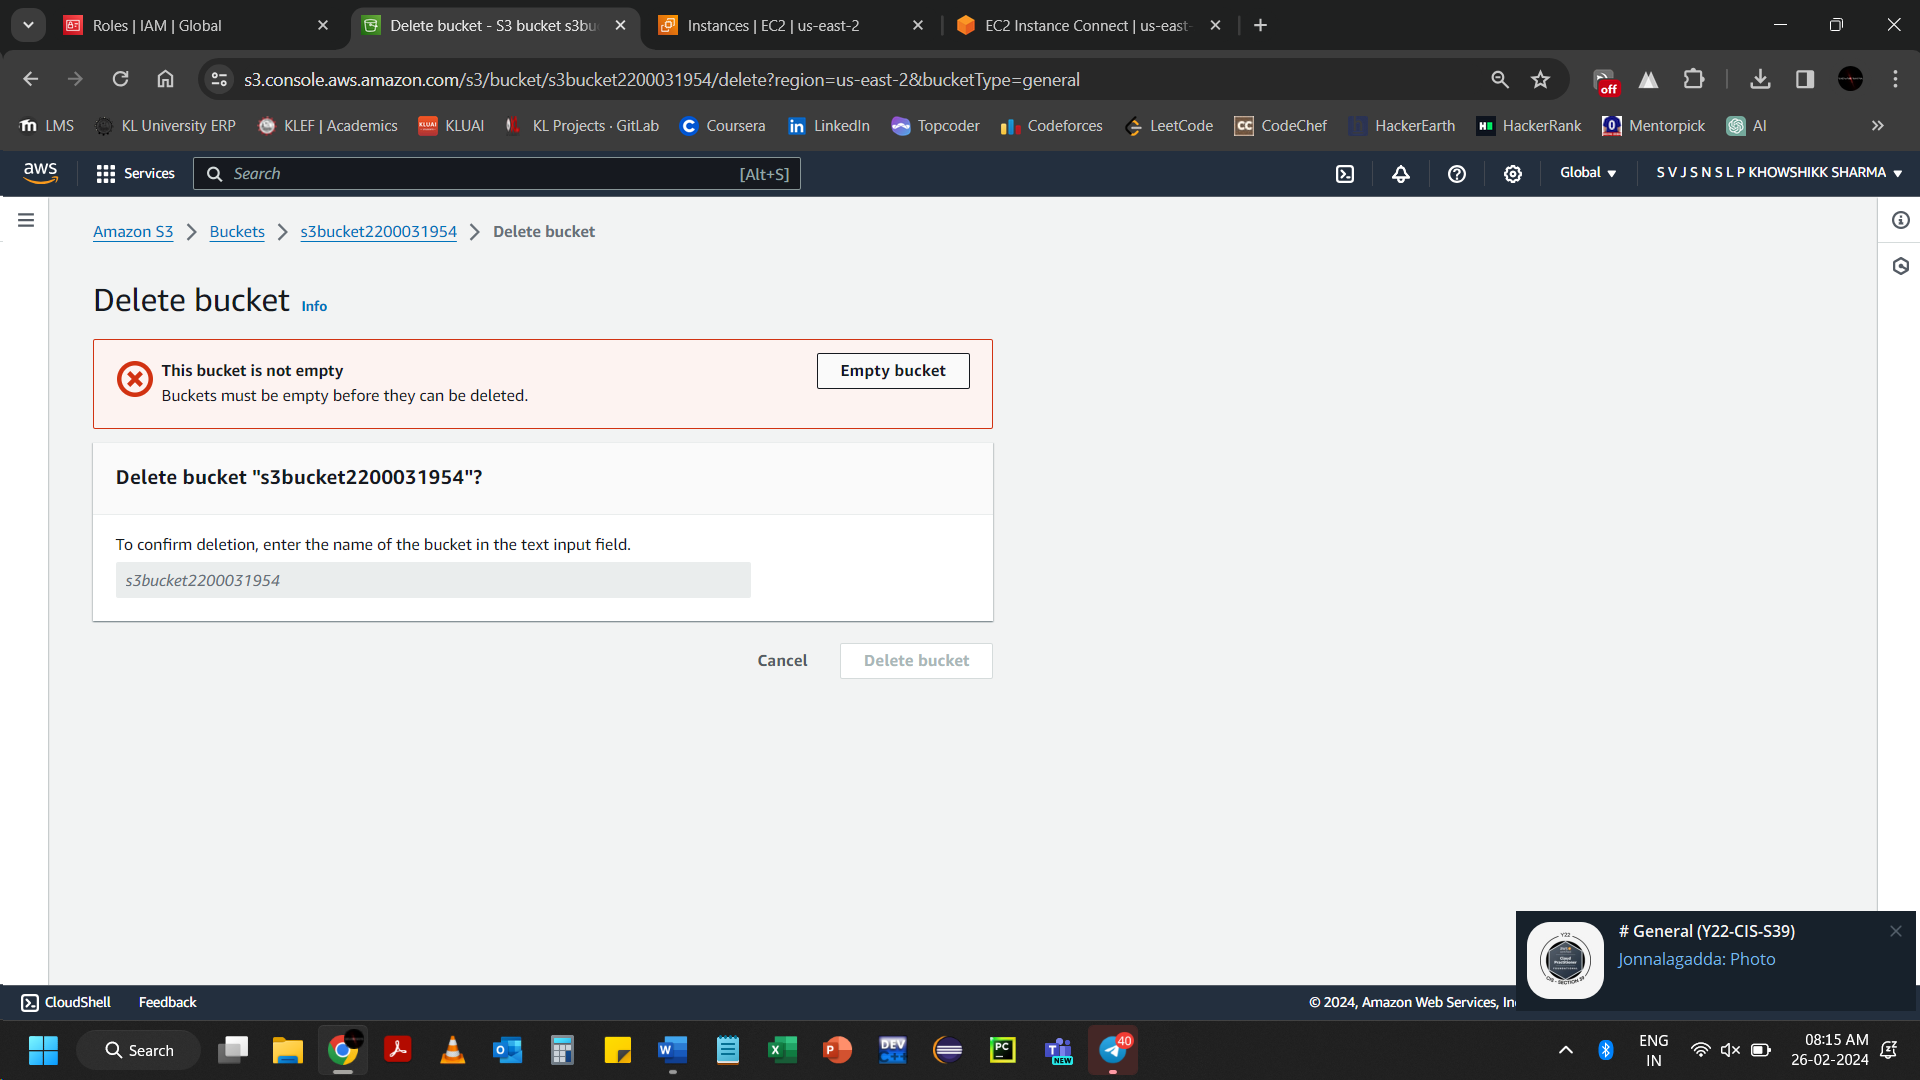 Roles | IAM | Global
Delete bucket - S3 bucket s3bu
Instances | EC2 | us-east-2
EC2 Instance Connect | us-east-
s3.console.aws.amazon.com/s3/bucket/s3bucket2200031954/delete?region=us-east-2&bucketType=general
off
LMS
KL University ERP
KLEF | Academics
KLUAI
KL Projects · GitLab
Coursera
LinkedIn
Topcoder
Codeforces
LeetCode
CodeChef
HackerEarth
HackerRank
Mentorpick
AI
aws
Services
Search
[Alt+S]
Global
S V J S N S L P KHOWSHIKK SHARMA
Amazon S3
Buckets
s3bucket2200031954
Delete bucket
Delete bucket
Info
This bucket is not empty
Empty bucket
Buckets must be empty before they can be deleted.
Delete bucket "s3bucket2200031954"?
To confirm deletion, enter the name of the bucket in the text input field.
s3bucket2200031954
Cancel
Delete bucket
# General (Y22-CIS-S39)
Jonnalagadda: Photo
CloudShell
Feedback
© 2024, Amazon Web Services, In
Search
DEV
PC
NEW
40
ENG
IN
08:15 AM
26-02-2024